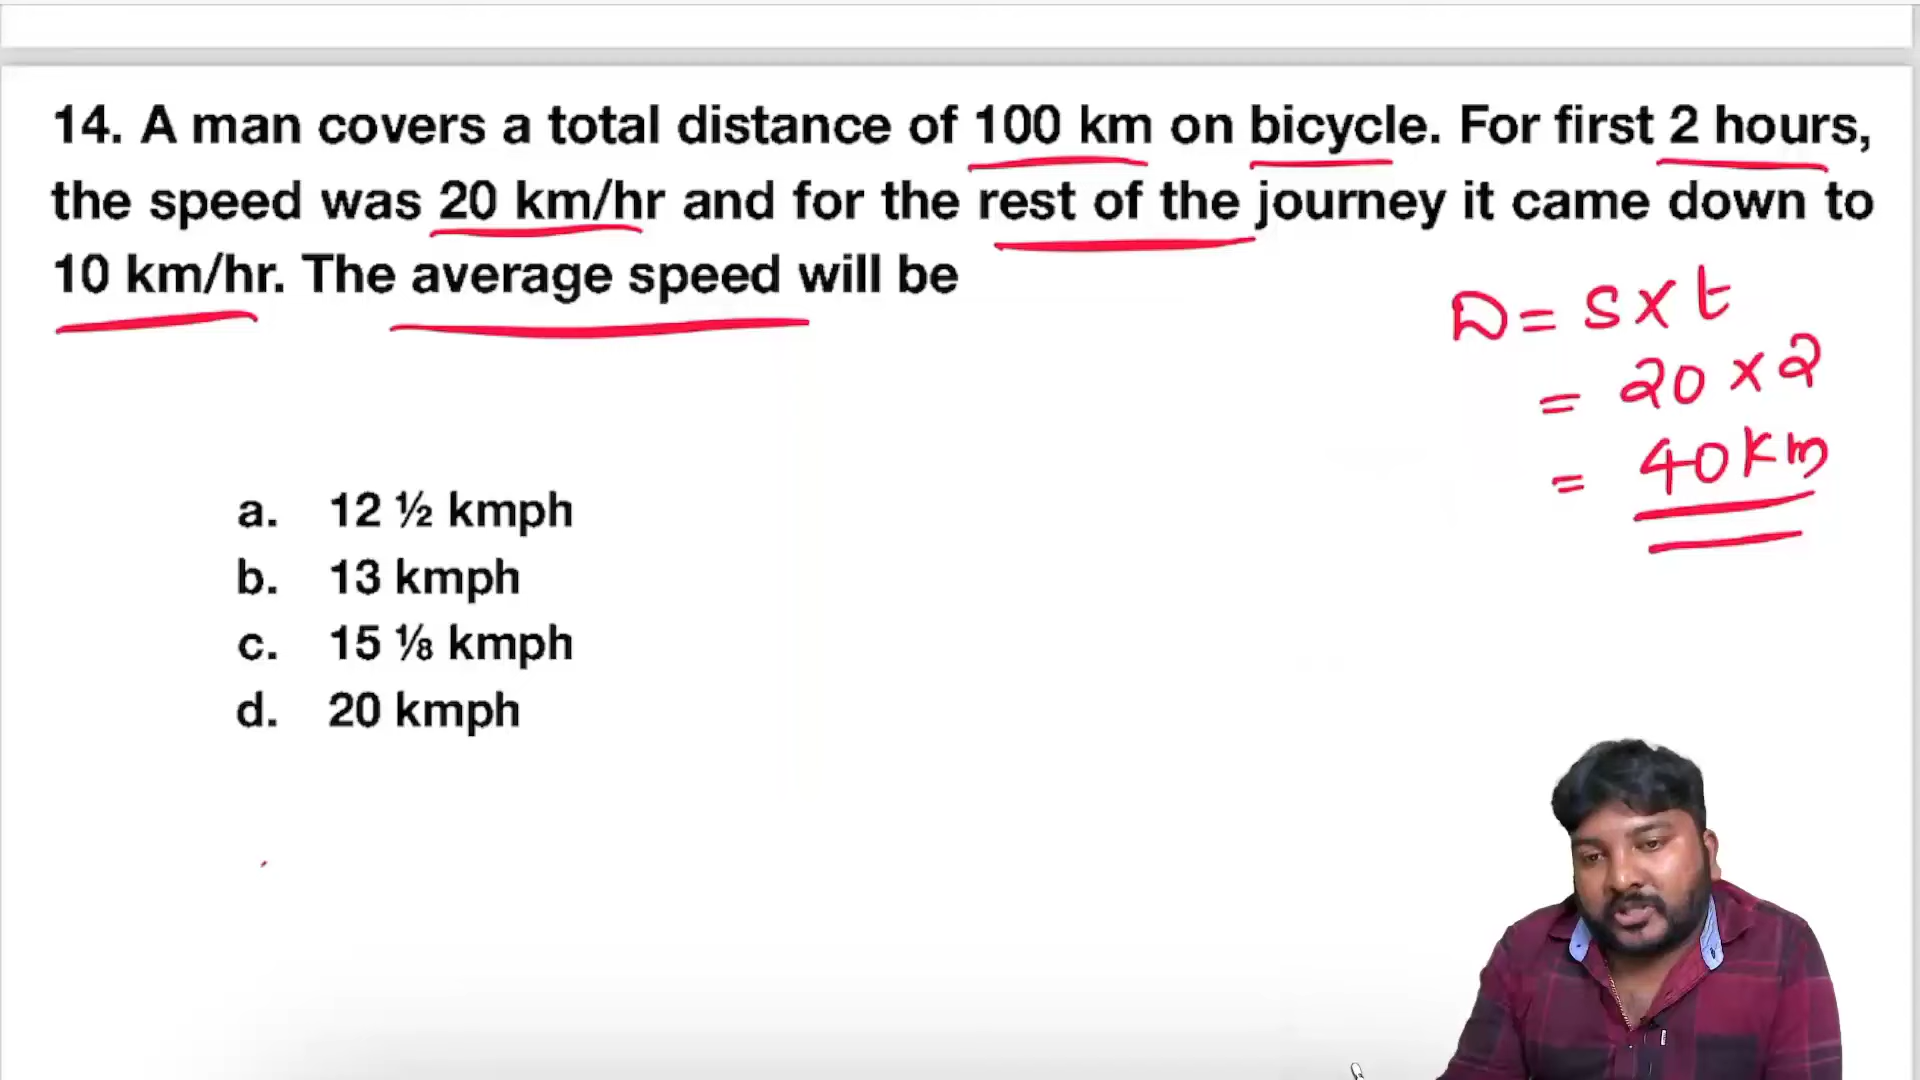 14. A man covers a total distance of 100 km on bicycle. For first 2 hours,
the speed was 20 km/hr and for the rest of the journey it came down to
10 km/hr. The average speed will be
D = S x t
= 20 x 2
= 40 Km
a. 12 ½ kmph
b. 13 kmph
c. 15 ⅛ kmph
d. 20 kmph